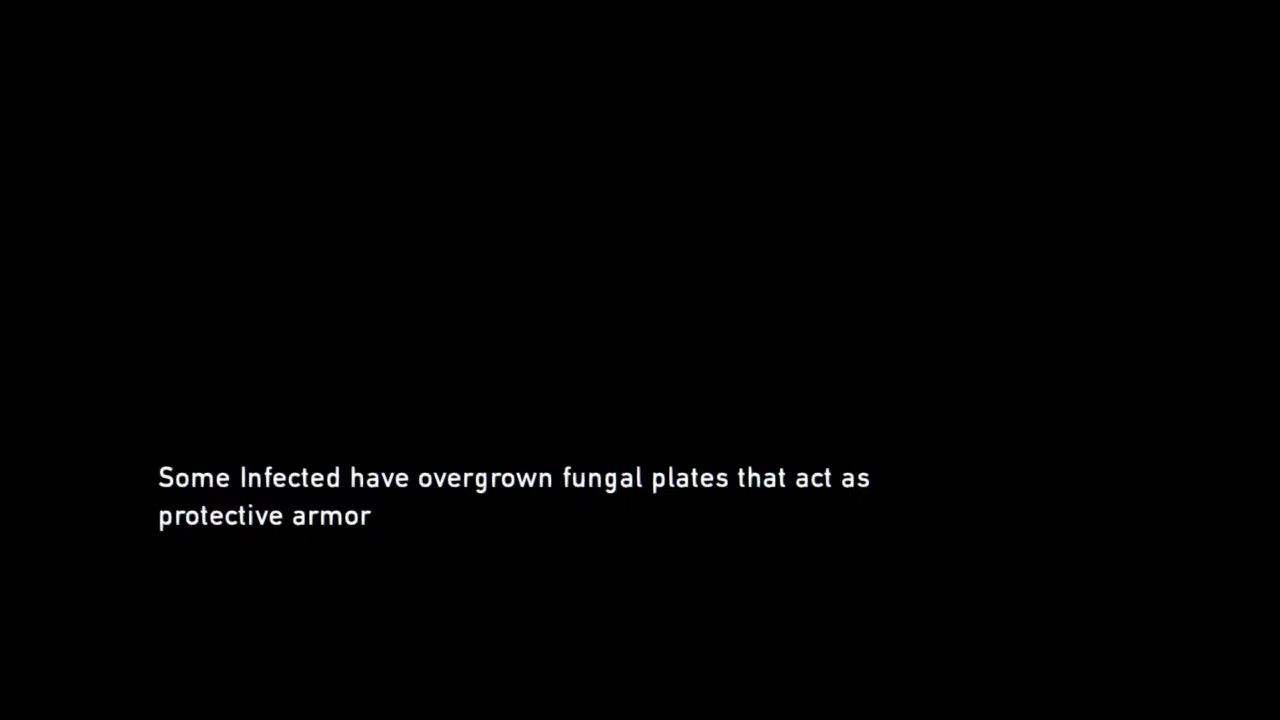 Some Infected have overgrown fungal plates that act as
protective armor